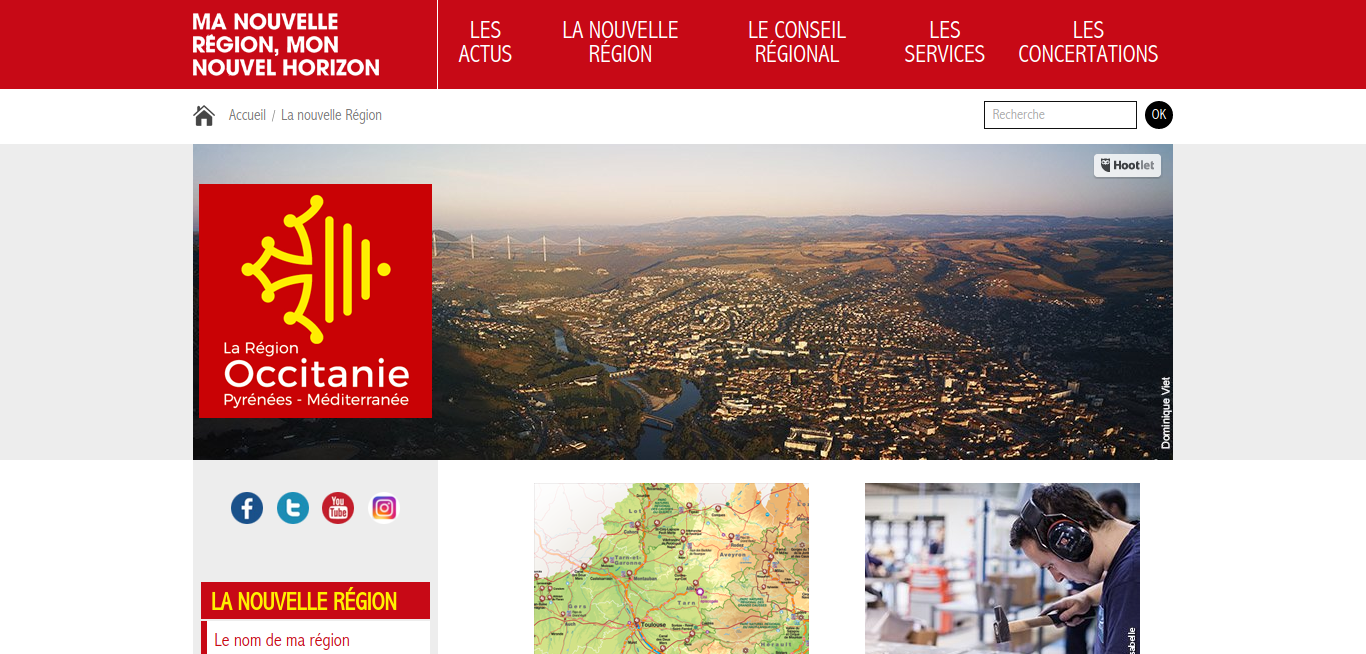 MA NOUVELLE
RÉGION, MON
NOUVEL HORIZON
LES
ACTUS
LA NOUVELLE
RÉGION
LE CONSEIL
RÉGIONAL
LES
SERVICES
LES
CONCERTATIONS
Accueil / La nouvelle Région
Recherche
OK
Hootlet
La Région
Occitanie
Pyrénées - Méditerranée
Dominique Viet
You
Tube
LA NOUVELLE RÉGION
Le nom de ma région
Lot
Tarn-et-
Garonne
Montauban
Aveyron
Gers
Tarn
Toulouse
Hérault